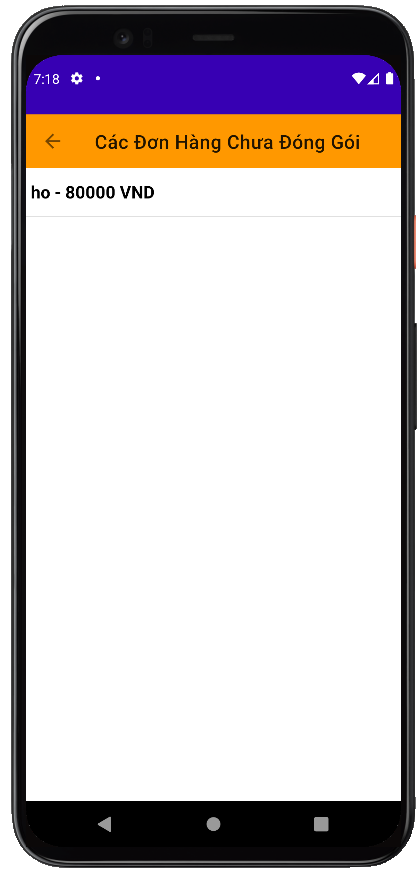 7:18
Các Đơn Hàng Chưa Đóng Gói
ho - 80000 VND